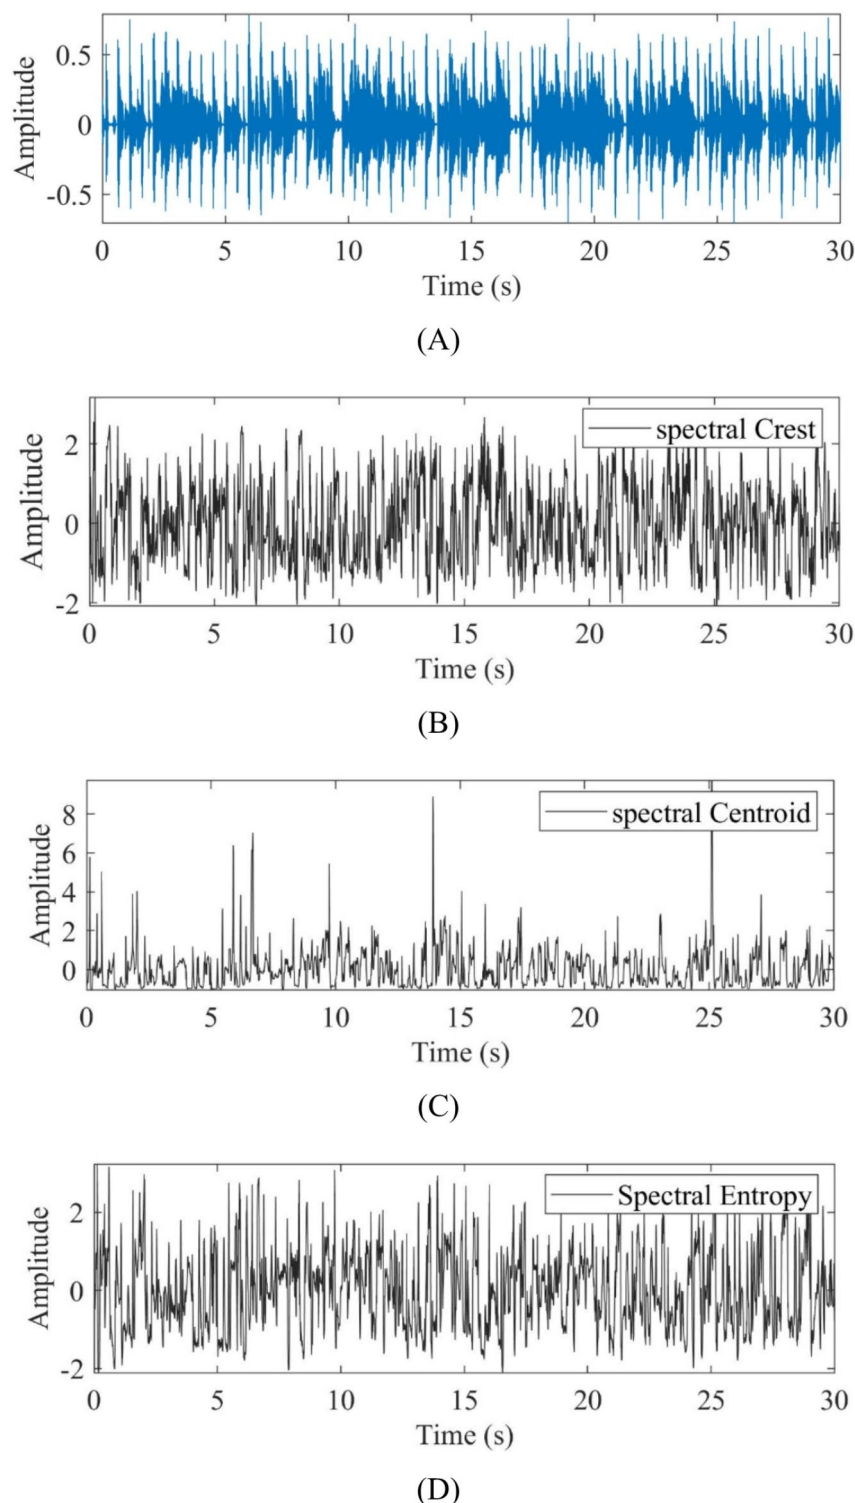 Amplitude
0.5
0
-0.5
0 5 10 15 20 25 30
Time (s)
(A)
Amplitude
spectral Crest
2
0
-2
0 5 10 15 20 25 30
Time (s)
(B)
Amplitude
spectral Centroid
8
6
4
2
0
0 5 10 15 20 25 30
Time (s)
(C)
Amplitude
Spectral Entropy
2
0
-2
0 5 10 15 20 25 30
Time (s)
(D)